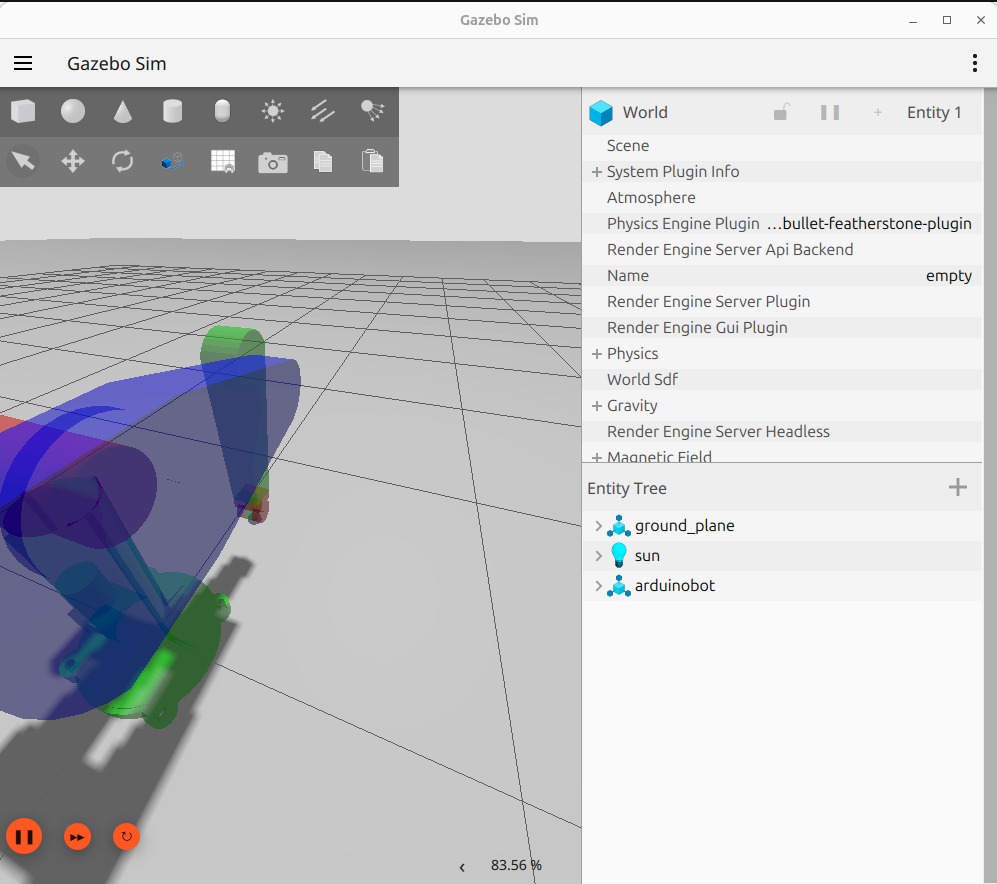 Gazebo Sim
Gazebo Sim
World
Entity 1
Scene
System Plugin Info
Atmosphere
Physics Engine Plugin ...bullet-featherstone-plugin
Render Engine Server Api Backend
Name empty
Render Engine Server Plugin
Render Engine Gui Plugin
Physics
World Sdf
Gravity
Render Engine Server Headless
Magnetic Field
Entity Tree
ground_plane
sun
arduinobot
83.56 %